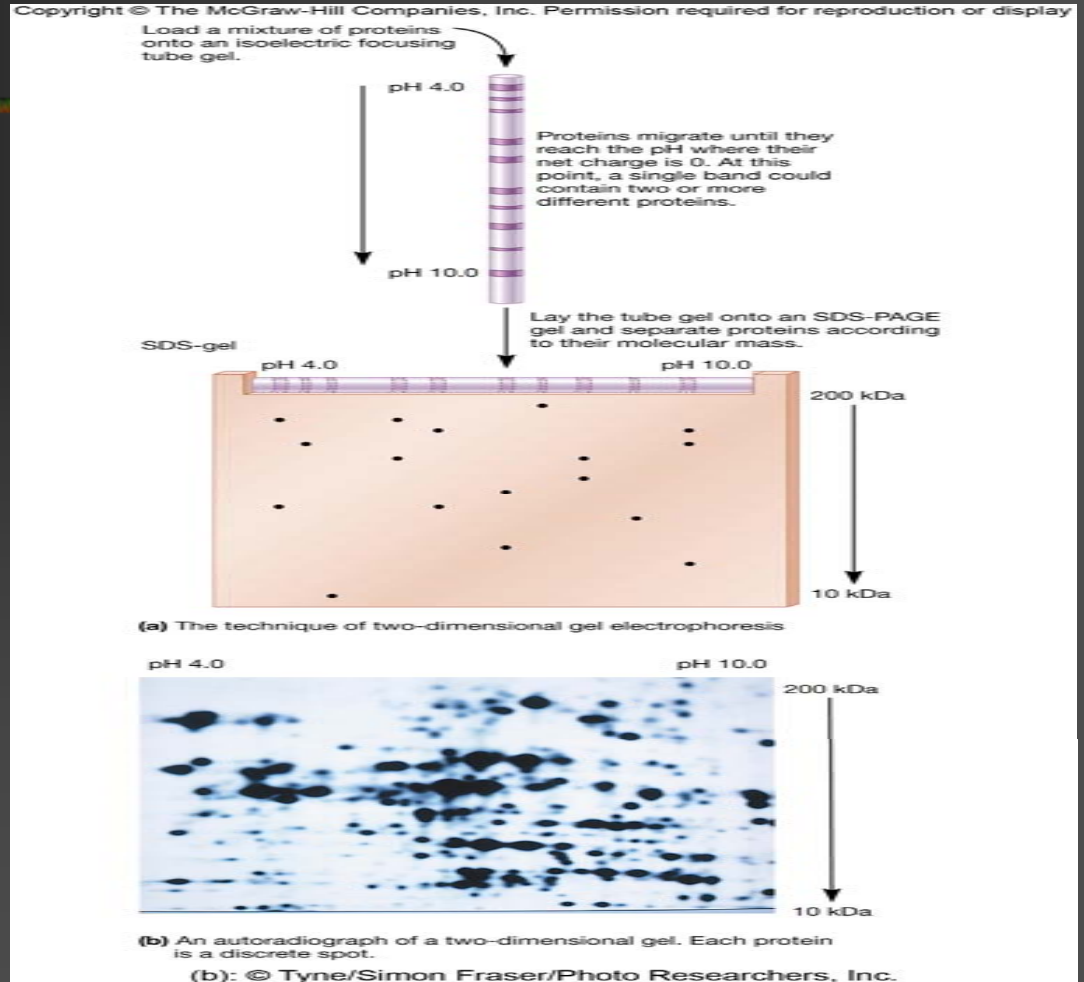 Copyright © The McGraw-Hill Companies, Inc. Permission required for reproduction or display
Load a mixture of proteins
onto an isoelectric focusing
tube gel.
pH 4.0
Proteins migrate until they
reach the pH where their
net charge is 0. At this
point, a single band could
contain two or more
different proteins.
pH 10.0
Lay the tube gel onto an SDS-PAGE
gel and separate proteins according
to their molecular mass.
SDS-gel
pH 4.0
pH 10.0
200 kDa
10 kDa
(a) The technique of two-dimensional gel electrophoresis
pH 4.0
pH 10.0
200 kDa
10 kDa
(b) An autoradiograph of a two-dimensional gel. Each protein
is a discrete spot.
(b): © Tyne/Simon Fraser/Photo Researchers, Inc.